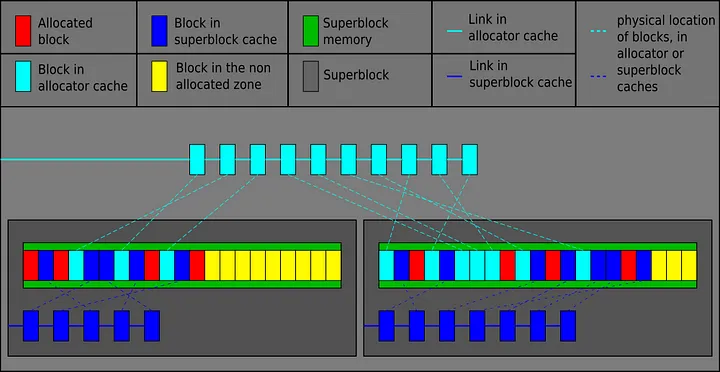 Allocated
block
Block in
superblock cache
Superblock
memory
Link in
allocator cache
physical location
of blocks, in
allocator or
superblock
caches
Block in
allocator cache
Block in the non
allocated zone
Superblock
Link in
superblock cache